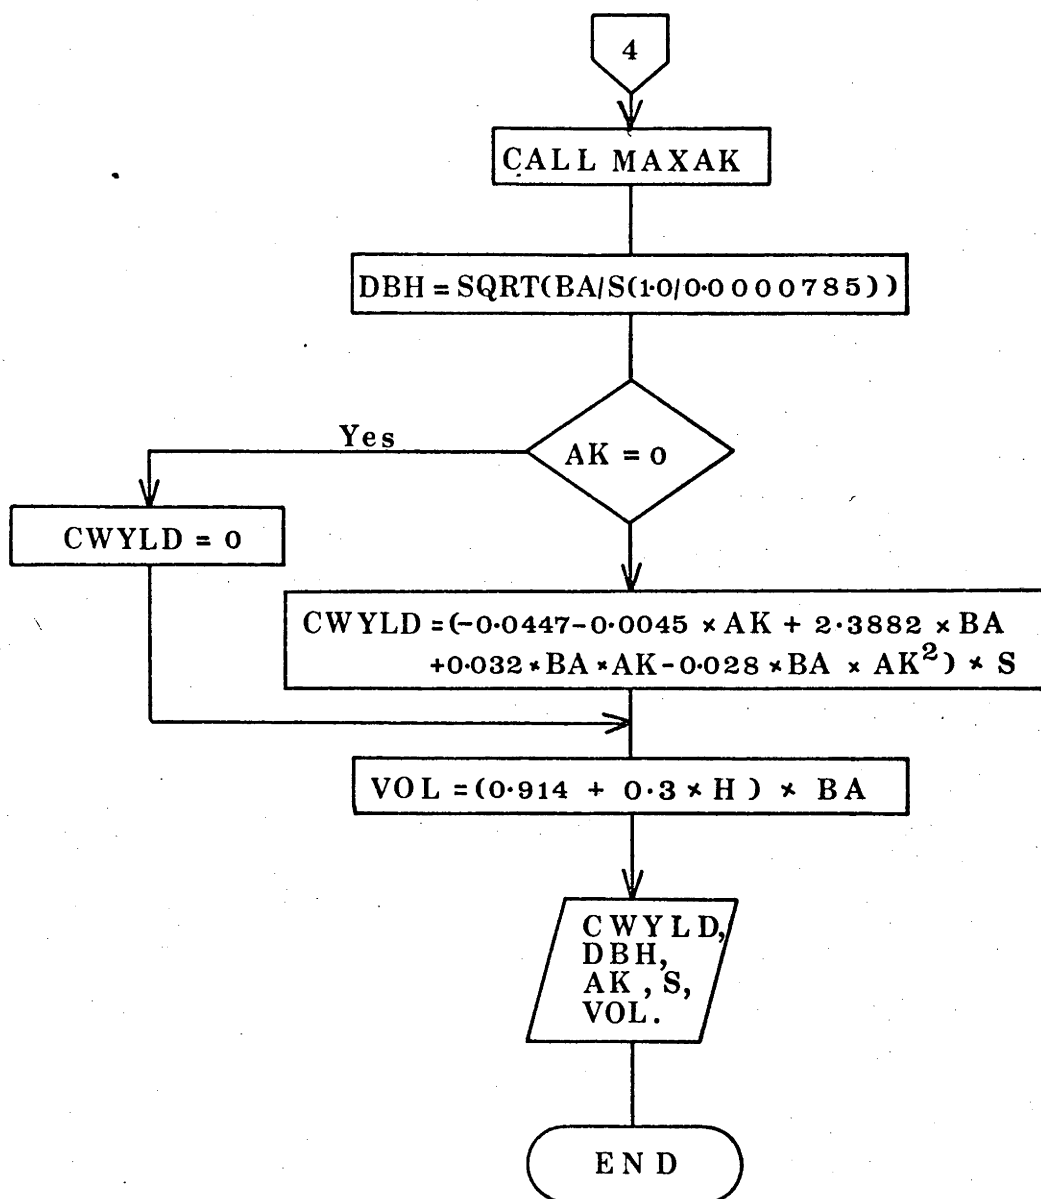 4
CALL MAXAK
DBH = SQRT(BA/S(1·0/0·0000785))
AK = 0
Yes
CWYLD = 0
CWYLD = (-0·0447-0·0045 × AK + 2·3882 × BA
+0·032 × BA × AK-0·028 × BA × AK²) × S
VOL = (0·914 + 0·3 × H ) × BA
CWYLD,
DBH,
AK , S,
VOL.
END